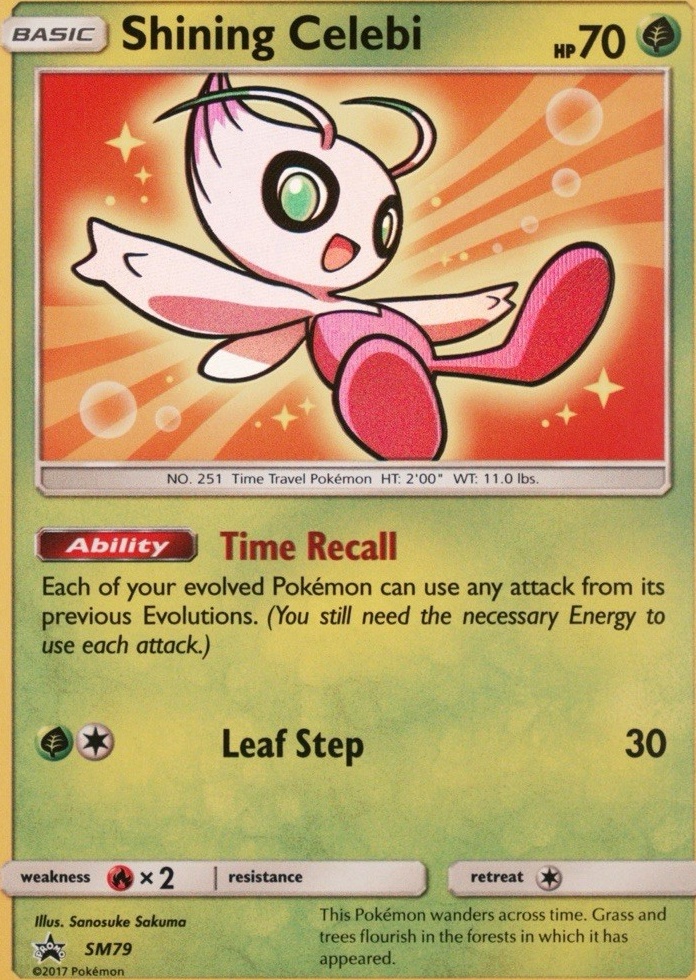 BASIC Shining Celebi HP 70
NO. 251 Time Travel Pokémon HT: 2'00" WT: 11.0 lbs.
Ability Time Recall
Each of your evolved Pokémon can use any attack from its
previous Evolutions. (You still need the necessary Energy to
use each attack.)
Leaf Step 30
weakness ×2 resistance retreat
Illus. Sanosuke Sakuma
PROMO SM79
©2017 Pokémon
This Pokémon wanders across time. Grass and
trees flourish in the forests in which it has
appeared.